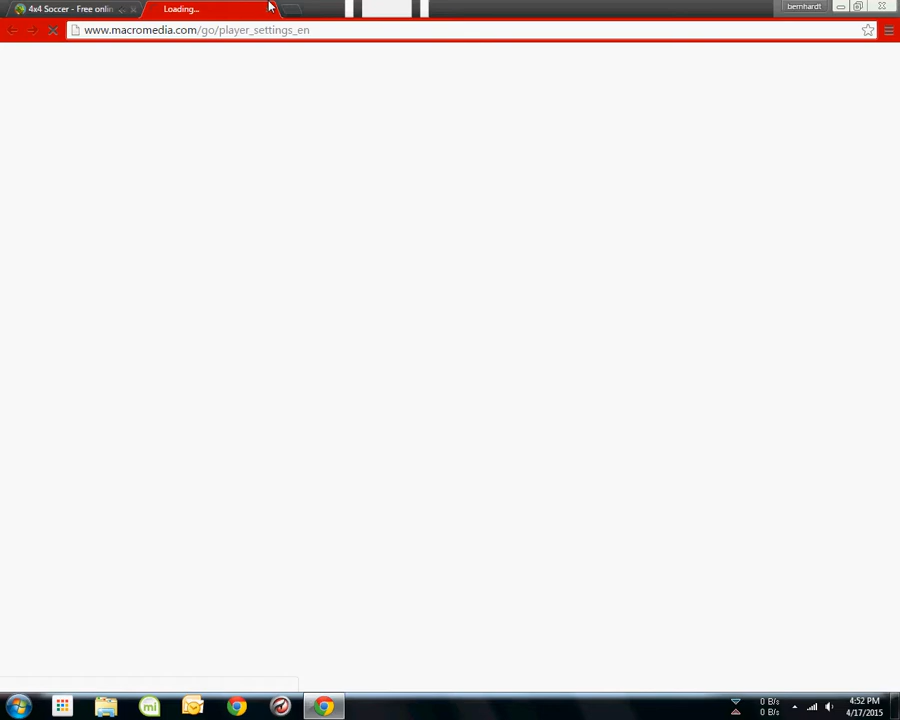 4x4 Soccer - Free onlin
Loading...
bernhardt
www.macromedia.com/go/player_settings_en
mi
0 B/s
0 B/s
4:52 PM
4/17/2015